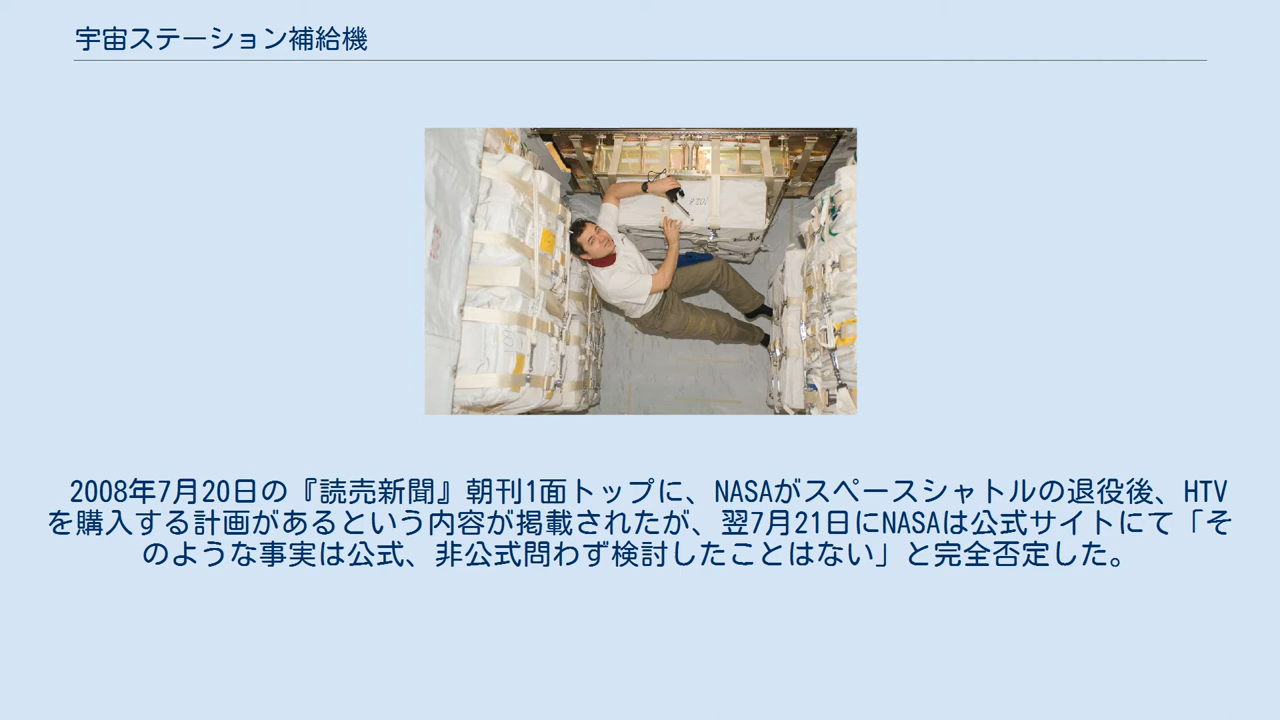 宇宙ステーション補給機
2008年7月20日の『読売新聞』朝刊1面トップに、NASAがスペースシャトルの退役後、HTV
を購入する計画があるという内容が掲載されたが、翌7月21日にNASAは公式サイトにて「そ
のような事実は公式、非公式問わず検討したことはない」と完全否定した。